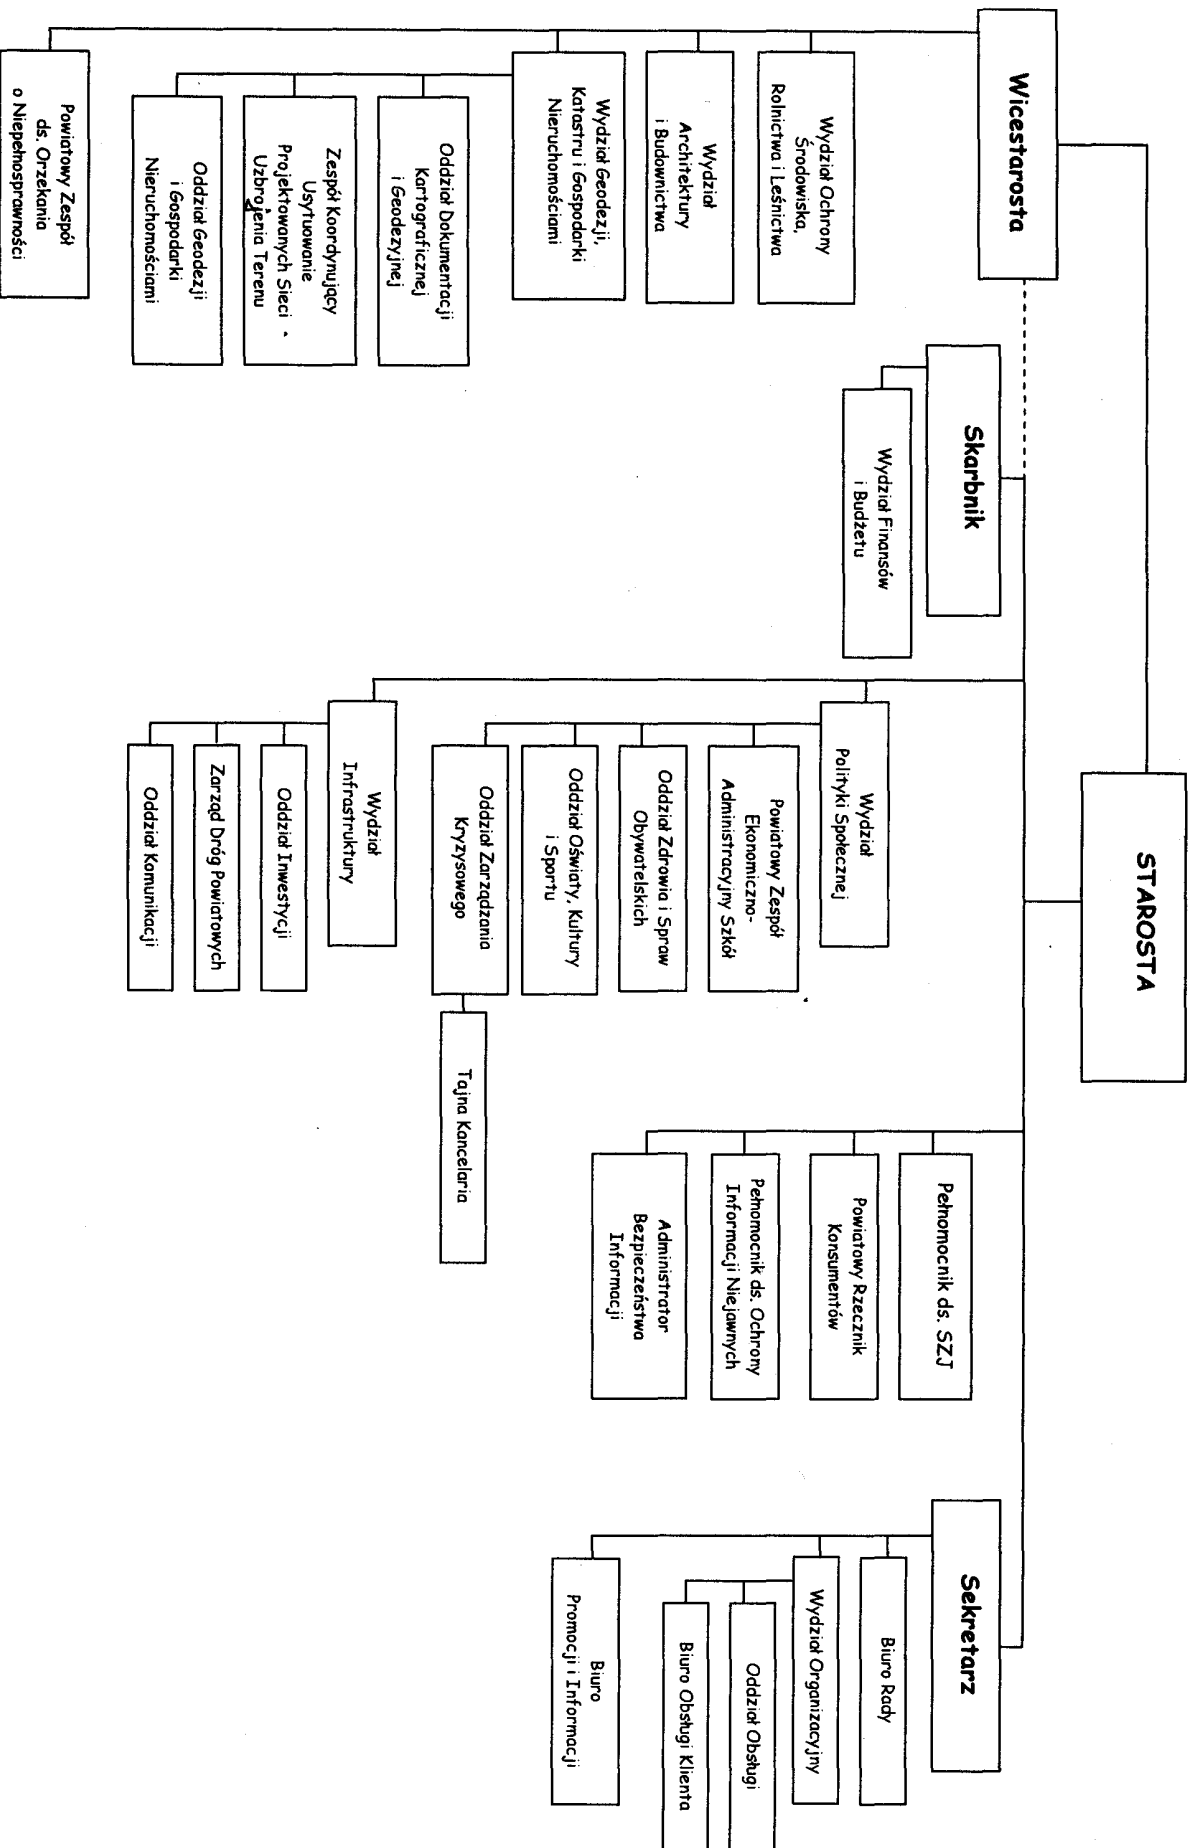 STAROSTA
Wicestarosta
Wydział Ochrony
Środowiska,
Rolnictwa i Leśnictwa
Wydział
Architektury
i Budownictwa
Wydział Geodezji,
Katastru i Gospodarki
Nieruchomościami
Oddział Dokumentacji
Kartograficznej
i Geodezyjnej
Zespół Koordynujący
Usytuowanie
Projektowanych Sieci
Uzbrojenia Terenu
Oddział Geodezji
i Gospodarki
Nieruchomościami
Powiatowy Zespół
ds. Orzekania
o Niepełnosprawności
Skarbnik
Wydział Finansów
i Budżetu
Wydział
Polityki Społecznej
Powiatowy Zespół
Ekonomiczno-
Administracyjny Szkół
Oddział Zdrowia i Spraw
Obywatelskich
Oddział Oświaty, Kultury
i Sportu
Oddział Zarządzania
Kryzysowego
Tajna Kancelaria
Wydział
Infrastruktury
Oddział Inwestycji
Zarząd Dróg Powiatowych
Oddział Komunikacji
Pełnomocnik ds. SZJ
Powiatowy Rzecznik
Konsumentów
Pełnomocnik ds. Ochrony
Informacji Niejawnych
Administrator
Bezpieczeństwa
Informacji
Sekretarz
Biuro Rady
Wydział Organizacyjny
Oddział Obsługi
Biuro Obsługi Klienta
Biuro
Promocji i Informacji